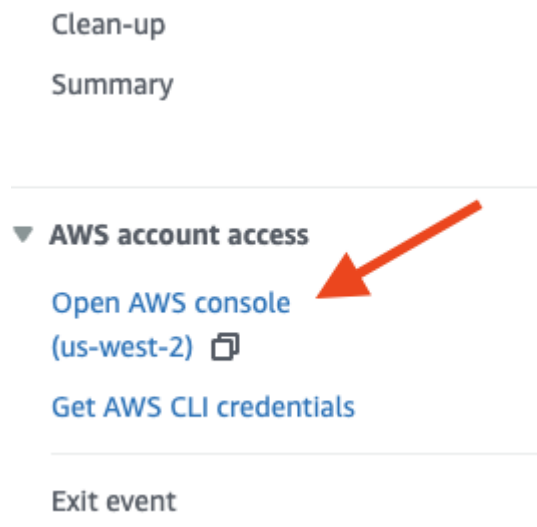 Clean-up
Summary
AWS account access
Open AWS console
(us-west-2)
Get AWS CLI credentials
Exit event